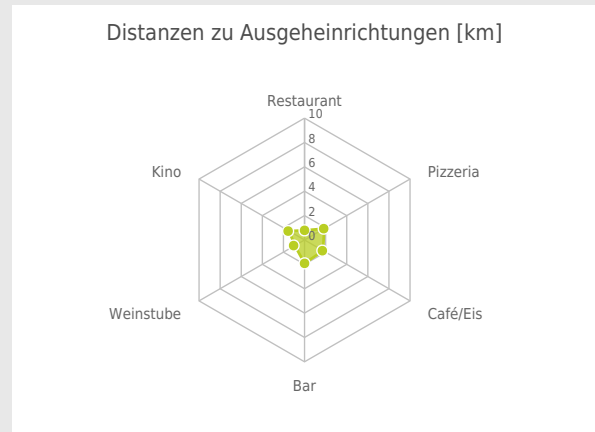 Distanzen zu Ausgeheinrichtungen [km]
Restaurant
10
8
6
4
2
0
Kino
Pizzeria
Weinstube
Café/Eis
Bar